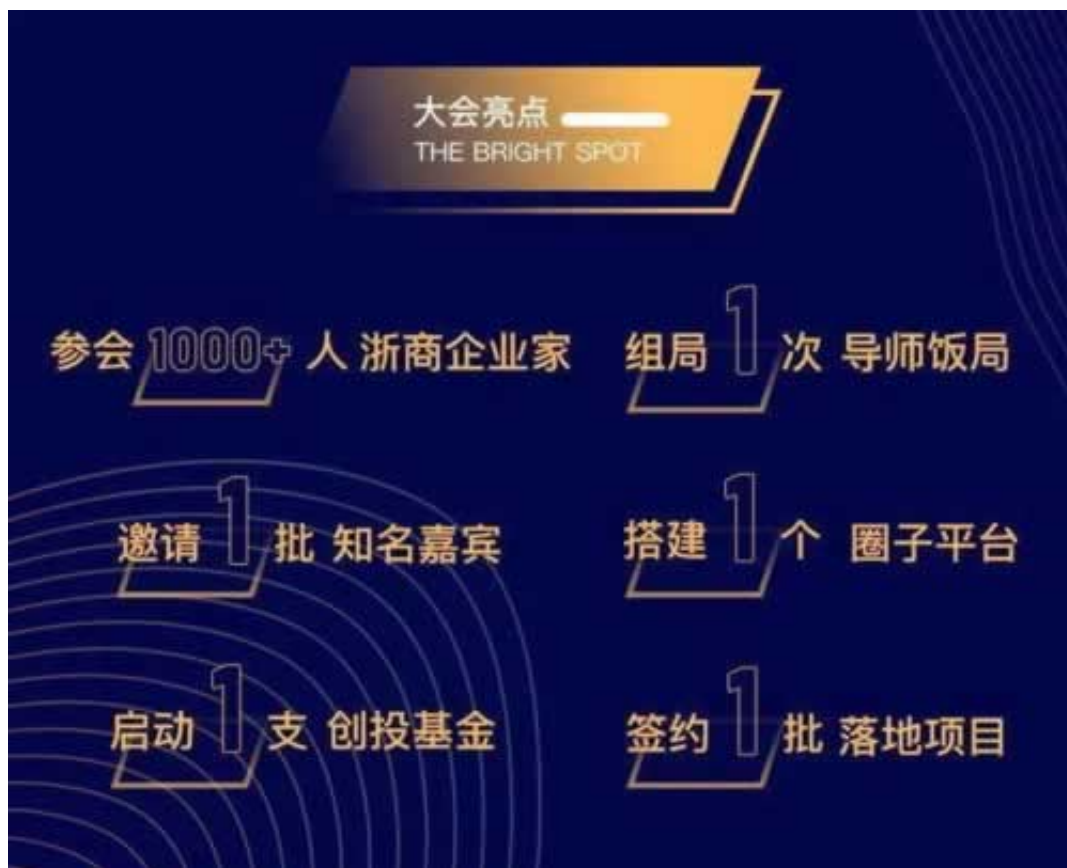 大会亮点
THE BRIGHT SPOT
参会 1000+ 人 浙商企业家
组局 1 次 导师饭局
邀请 1 批 知名嘉宾
搭建 1 个 圈子平台
启动 1 支 创投基金
签约 1 批 落地项目